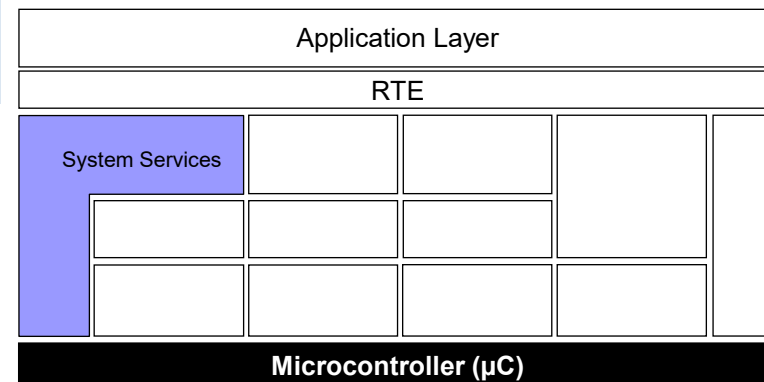 Application Layer
RTE
System Services
Microcontroller (µC)